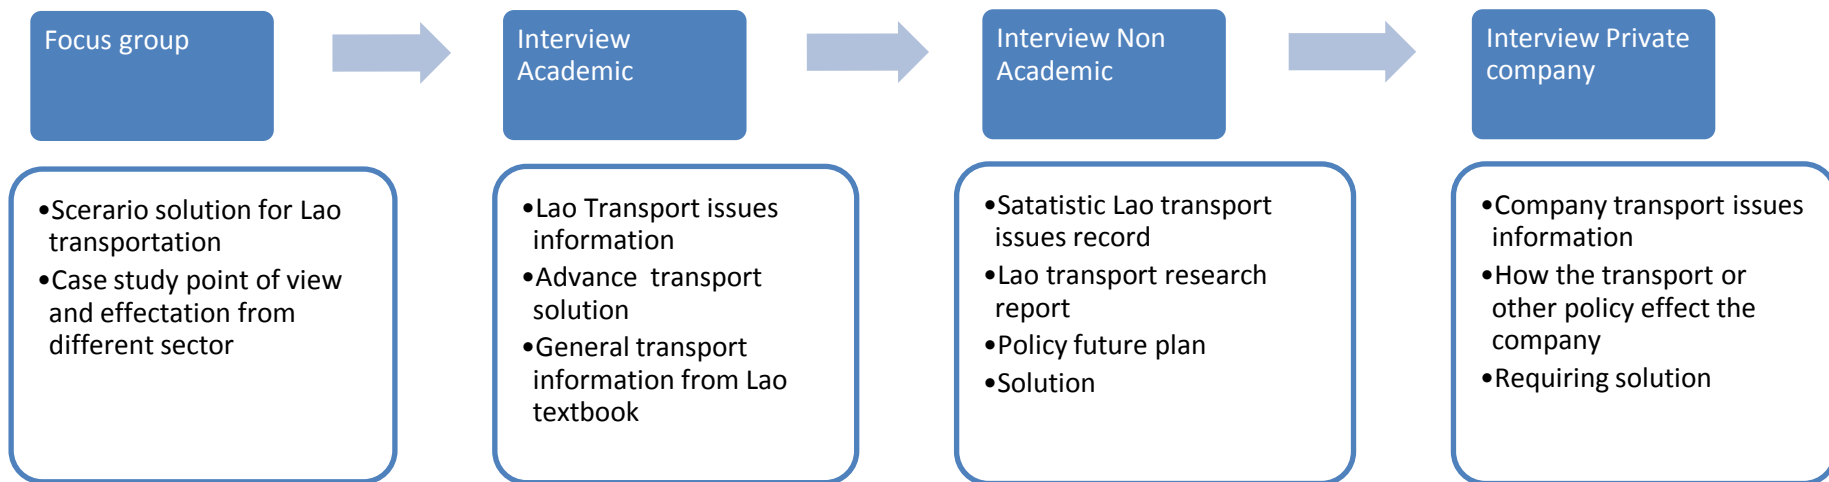 Focus group
Interview
Academic
Interview Non
Academic
Interview Private
company
•Scerario solution for Lao
transportation
•Case study point of view
and effectation from
different sector
•Lao Transport issues
information
•Advance  transport
solution
•General transport
information from Lao
textbook
•Satatistic Lao transport
issues record
•Lao transport research
report
•Policy future plan
•Solution
•Company transport issues
information
•How the transport or
other policy effect the
company
•Requiring solution